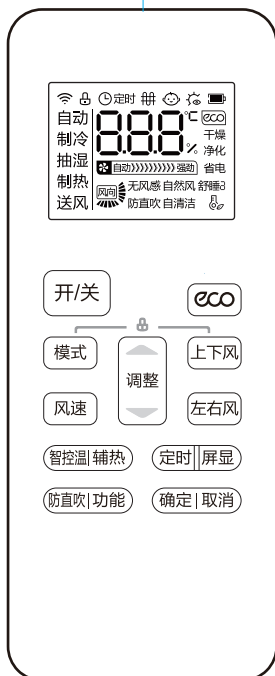 定时
自动 8.8.8 ℃ eco
制冷 % 干燥
抽湿 净化
自动 强劲 省电
制热 风向 无风感 自然风 舒睡
送风 防直吹 自清洁
开/关 eco
模式 调整 上下风
风速 左右风
智控温|辅热 定时||屏显
防直吹|功能 确定|取消